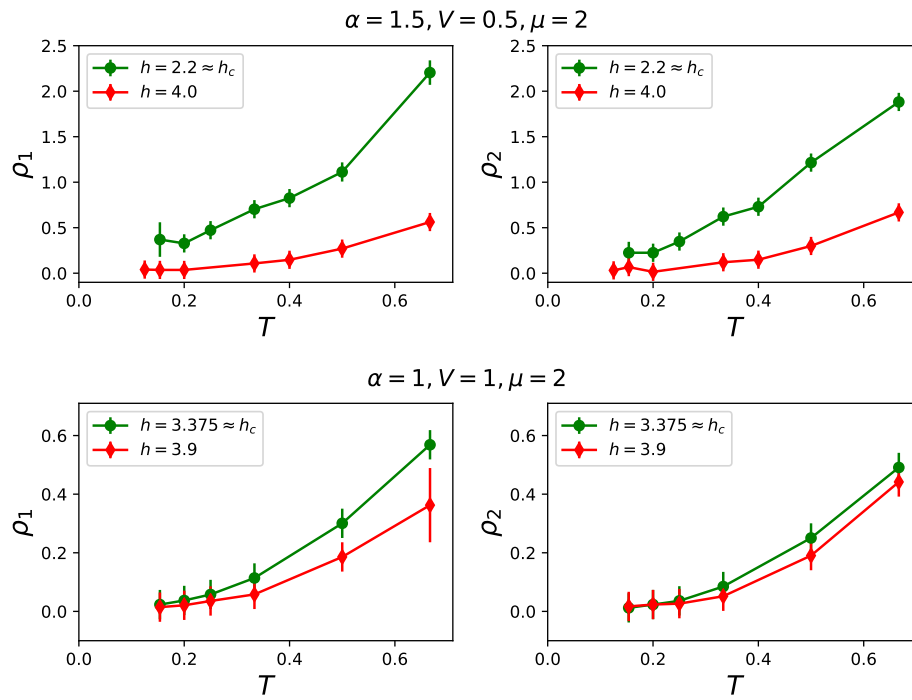 α = 1.5, V = 0.5, μ = 2
2.5
2.0
1.5
1.0
0.5
0.0
ρ₁
h = 2.2 ≈ h_c
h = 4.0
0.0 0.2 0.4 0.6
T
2.5
2.0
1.5
1.0
0.5
0.0
ρ₂
h = 2.2 ≈ h_c
h = 4.0
0.0 0.2 0.4 0.6
T
α = 1, V = 1, μ = 2
0.6
0.4
0.2
0.0
ρ₁
h = 3.375 ≈ h_c
h = 3.9
0.0 0.2 0.4 0.6
T
0.6
0.4
0.2
0.0
ρ₂
h = 3.375 ≈ h_c
h = 3.9
0.0 0.2 0.4 0.6
T